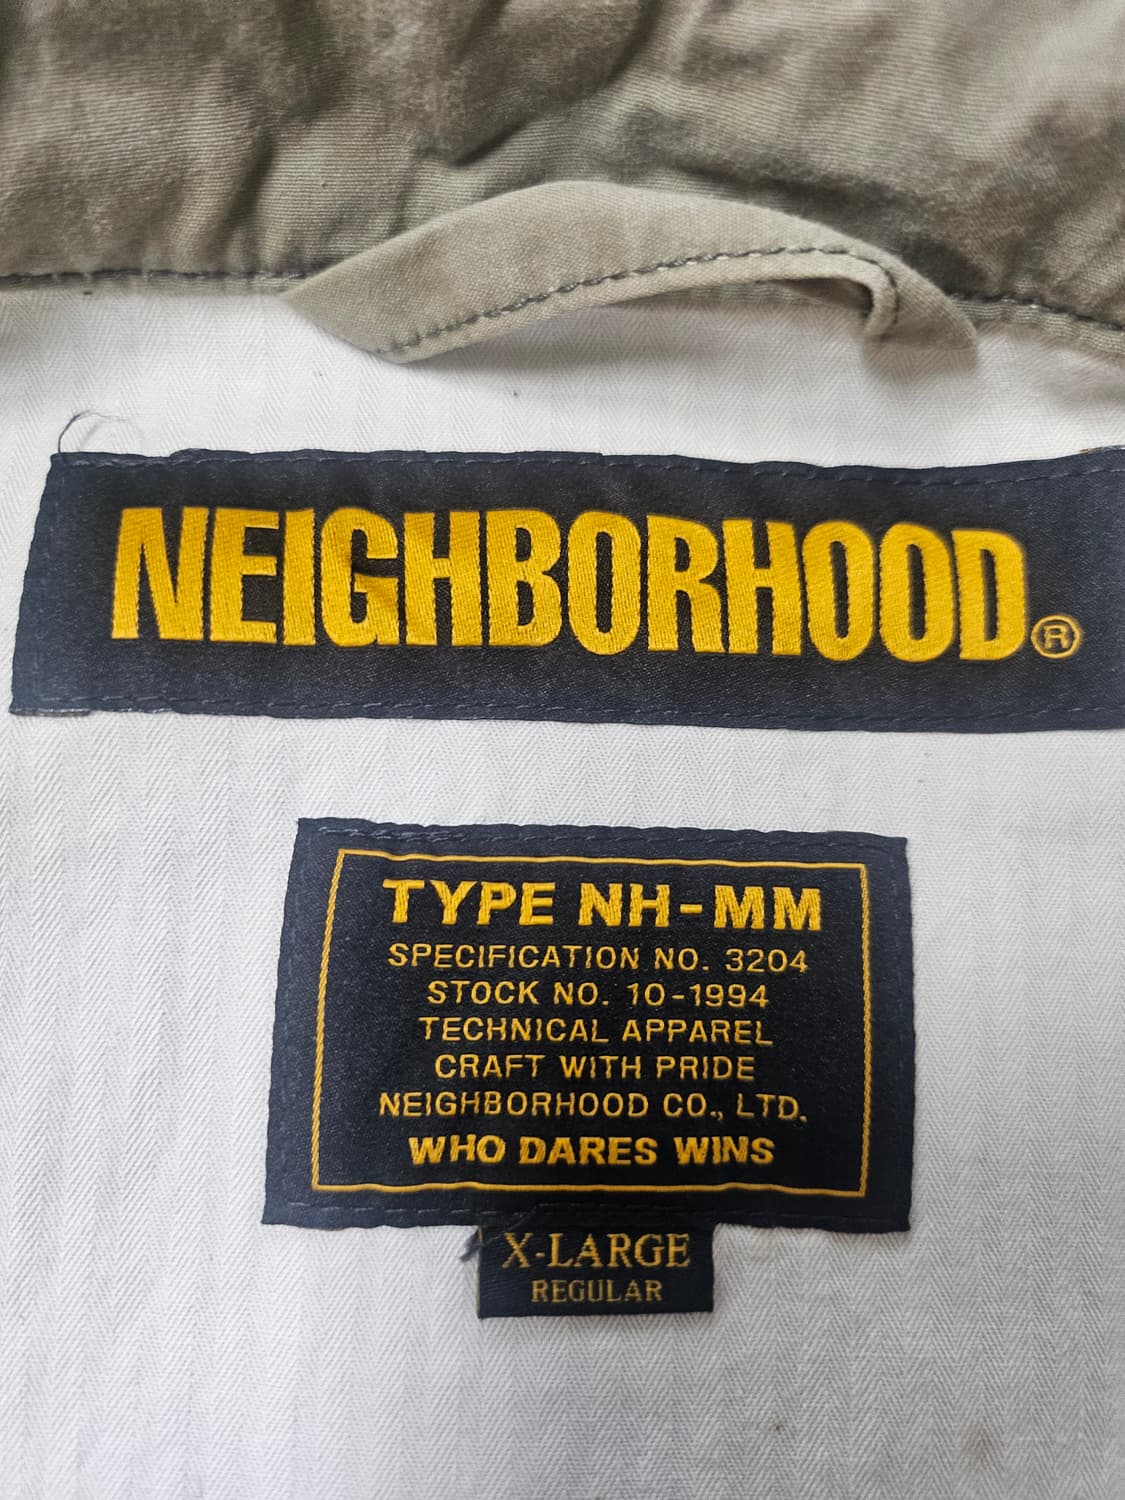 NEIGHBORHOOD®
TYPE NH-MM
SPECIFICATION NO. 3204
STOCK NO. 10-1994
TECHNICAL APPAREL
CRAFT WITH PRIDE
NEIGHBORHOOD CO., LTD.
WHO DARES WINS
X-LARGE
REGULAR